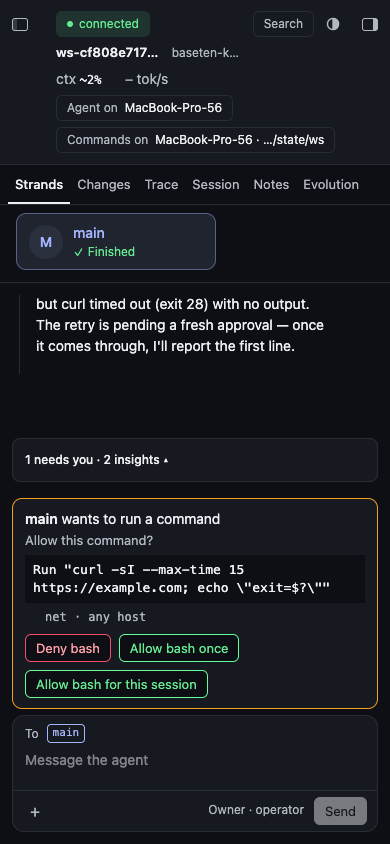 connected
Search
ws-cf808e717...
baseten-k...
ctx ~2%
– tok/s
Agent on MacBook-Pro-56
Commands on MacBook-Pro-56 · .../state/ws
Strands
Changes
Trace
Session
Notes
Evolution
M
main
✓ Finished
but curl timed out (exit 28) with no output.
The retry is pending a fresh approval — once
it comes through, I'll report the first line.
1 needs you · 2 insights ▴
main wants to run a command
Allow this command?
Run "curl -sI --max-time 15
https://example.com; echo \"exit=$?\""
net · any host
Deny bash
Allow bash once
Allow bash for this session
To main
Message the agent
+
Owner · operator
Send